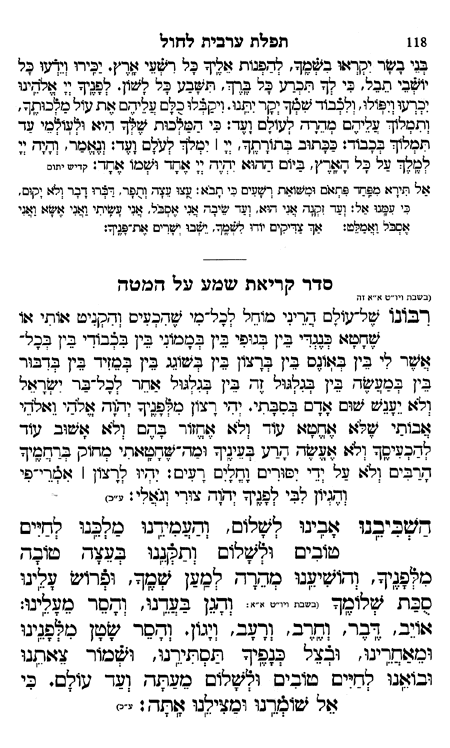 118 תפלת ערבית לחול
בְּנֵי בָשָׂר יִקְרְאוּ בִשְׁמֶךָ, לְהַפְנוֹת אֵלֶיךָ כָּל רִשְׁעֵי אָרֶץ. יַכִּירוּ וְיֵדְעוּ כָּל
יוֹשְׁבֵי תֵבֵל, כִּי לְךָ תִּכְרַע כָּל בֶּרֶךְ, תִּשָּׁבַע כָּל לָשׁוֹן. לְפָנֶיךָ יְיָ אֱלֹהֵינוּ
יִכְרְעוּ וְיִפּוֹלוּ, וְלִכְבוֹד שִׁמְךָ יְקָר יִתֵּנוּ. וִיקַבְּלוּ כֻלָּם עֲלֵיהֶם אֶת עוֹל מַלְכוּתֶךָ,
וְתִמְלוֹךְ עֲלֵיהֶם מְהֵרָה לְעוֹלָם וָעֶד: כִּי הַמַּלְכוּת שֶׁלְּךָ הִיא וּלְעוֹלְמֵי עַד
תִּמְלוֹךְ בְּכָבוֹד: כַּכָּתוּב בְּתוֹרָתֶךָ, יְיָ | יִמְלֹךְ לְעֹלָם וָעֶד: וְנֶאֱמַר, וְהָיָה יְיָ
לְמֶלֶךְ עַל כָּל הָאָרֶץ, בַּיּוֹם הַהוּא יִהְיֶה יְיָ אֶחָד וּשְׁמוֹ אֶחָד: קדיש יתום
אַל תִּירָא מִפַּחַד פִּתְאֹם וּמִשּׁוֹאַת רְשָׁעִים כִּי תָבֹא: עֻצוּ עֵצָה וְתֻפָר, דַּבְּרוּ דָבָר וְלֹא יָקוּם,
כִּי עִמָּנוּ אֵל: וְעַד זִקְנָה אֲנִי הוּא, וְעַד שֵׂיבָה אֲנִי אֶסְבֹּל, אֲנִי עָשִׂיתִי וַאֲנִי אֶשָּׂא וַאֲנִי
אֶסְבֹּל וַאֲמַלֵּט: אַךְ צַדִּיקִים יוֹדוּ לִשְׁמֶךָ, יֵשְׁבוּ יְשָׁרִים אֶת־פָּנֶיךָ:
סדר קריאת שמע על המטה
(בשבת ויו״ט א״א זה
רִבּוֹנוֹ שֶׁל־עוֹלָם הֲרֵינִי מוֹחֵל לְכָל־מִי שֶׁהִכְעִיס וְהִקְנִיט אוֹתִי אוֹ
שֶׁחָטָא כְּנֶגְדִּי בֵּין בְּגוּפִי בֵּין בְּמָמוֹנִי בֵּין בִּכְבוֹדִי בֵּין בְּכָל־
אֲשֶׁר לִי בֵּין בְּאוֹנֶס בֵּין בְּרָצוֹן בֵּין בְּשׁוֹגֵג בֵּין בְּמֵזִיד בֵּין בְּדִבּוּר
בֵּין בְּמַעֲשֶׂה בֵּין בְּגִלְגּוּל זֶה בֵּין בְּגִלְגּוּל אַחֵר לְכָל־בַּר יִשְׂרָאֵל
וְלֹא יֵעָנֵשׁ שׁוּם אָדָם בְּסִבָּתִי. יְהִי רָצוֹן מִלְּפָנֶיךָ יְהֹוָה אֱלֹהַי וֵאלֹהֵי
אֲבוֹתַי שֶׁלֹּא אֶחֱטָא עוֹד וְלֹא אֶחֱזוֹר בָּהֶם וְלֹא אָשׁוּב עוֹד
לְהַכְעִיסֶךָ וְלֹא אֶעֱשֶׂה הָרַע בְּעֵינֶיךָ וּמַה־שֶּׁחָטָאתִי מְחוֹק בְּרַחֲמֶיךָ
הָרַבִּים וְלֹא עַל יְדֵי יִסּוּרִים וָחֳלָיִם רָעִים: יִהְיוּ לְרָצוֹן | אִמְרֵי־פִי
וְהֶגְיוֹן לִבִּי לְפָנֶיךָ יְהֹוָה צוּרִי וְגֹאֲלִי: ע״כ)
הַשְׁכִּיבֵנוּ אָבִינוּ לְשָׁלוֹם, וְהַעֲמִידֵנוּ מַלְכֵּנוּ לְחַיִּים
טוֹבִים וּלְשָׁלוֹם וְתַקְּנֵנוּ בְּעֵצָה טוֹבָה
מִלְּפָנֶיךָ, וְהוֹשִׁיעֵנוּ מְהֵרָה לְמַעַן שְׁמֶךָ, וּפְרוֹשׂ עָלֵינוּ
סֻכַּת שְׁלוֹמֶךָ (בשבת ויו״ט א״א: וְהָגֵן בַּעֲדֵנוּ, וְהָסֵר מֵעָלֵינוּ:
אוֹיֵב, דֶּבֶר, וְחֶרֶב, וְרָעָב, וְיָגוֹן. וְהָסֵר שָׂטָן מִלְּפָנֵינוּ
וּמֵאַחֲרֵינוּ, וּבְצֵל כְּנָפֶיךָ תַּסְתִּירֵנוּ, וּשְׁמוֹר צֵאתֵנוּ
וּבוֹאֵנוּ לְחַיִּים טוֹבִים וּלְשָׁלוֹם מֵעַתָּה וְעַד עוֹלָם. כִּי
אֵל שׁוֹמְרֵנוּ וּמַצִּילֵנוּ אָתָּה: ע״כ)